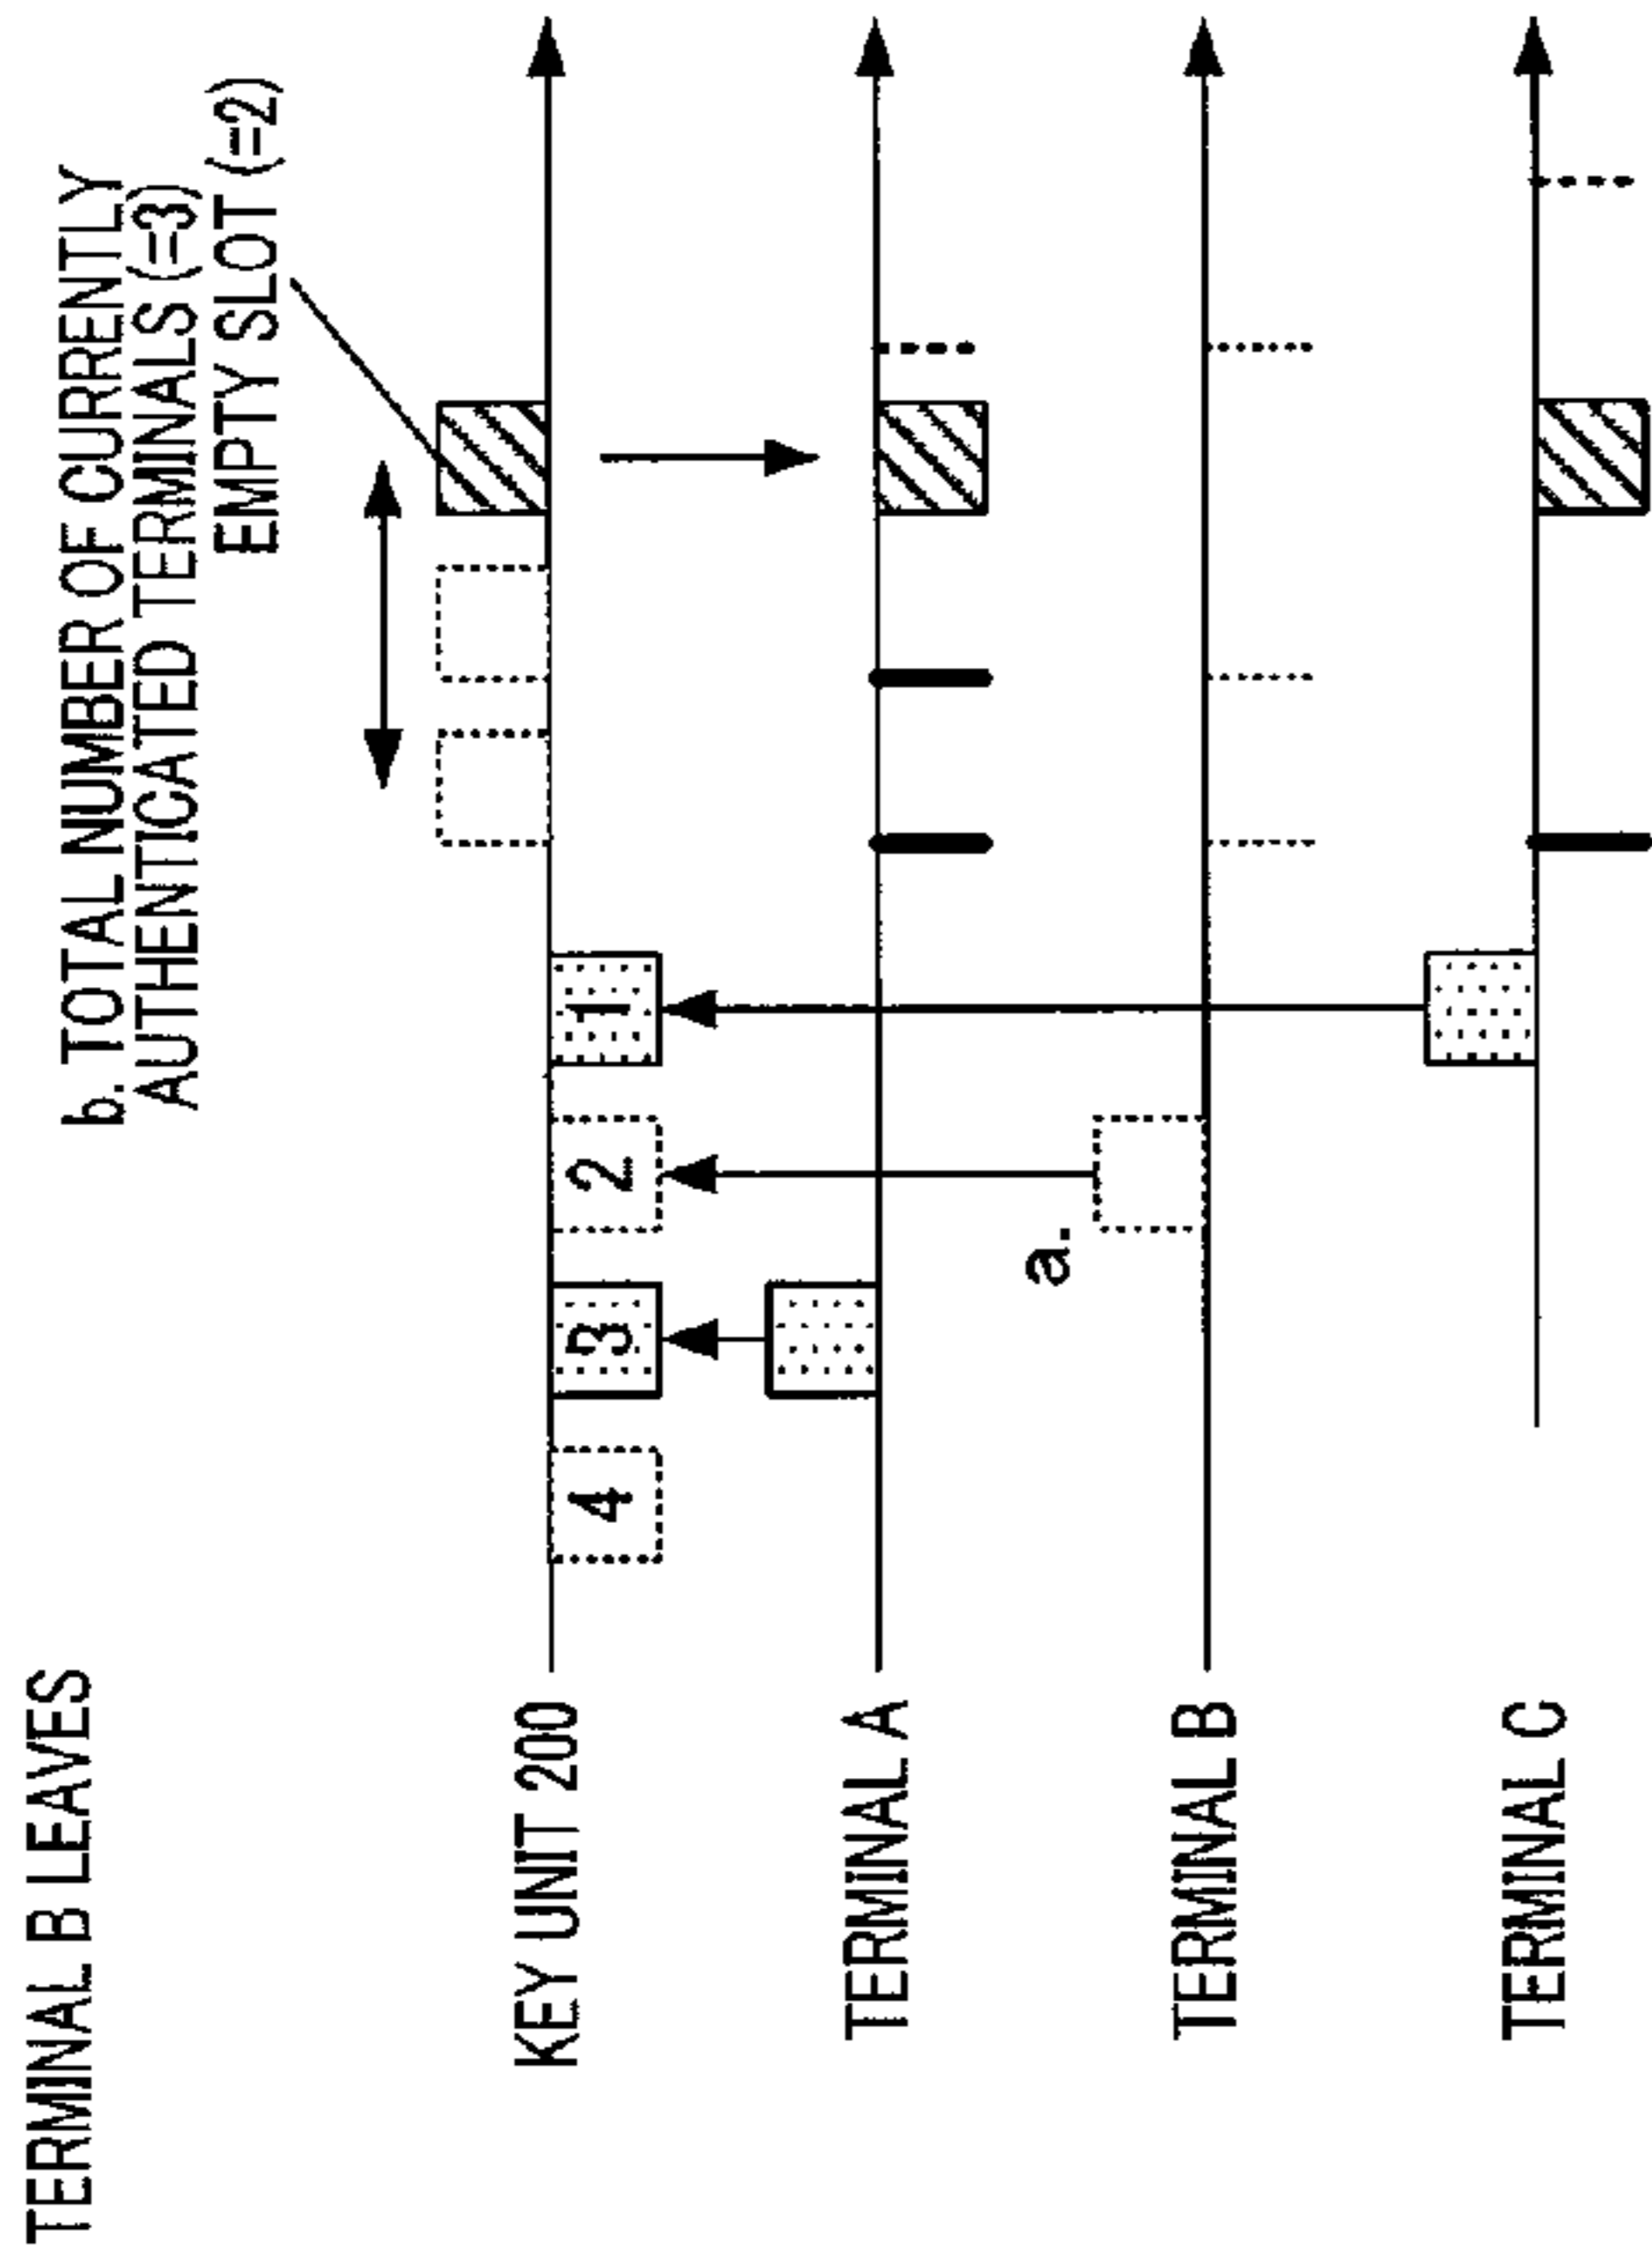 TERMINAL B LEAVES
b. TOTAL NUMBER OF CURRENTLY
AUTHENTICATED TERMINALS (=3)
EMPTY SLOT (=2)
KEY UNIT 200
4
3
2
1
TERMINAL A
a.
TERMINAL B
TERMINAL C